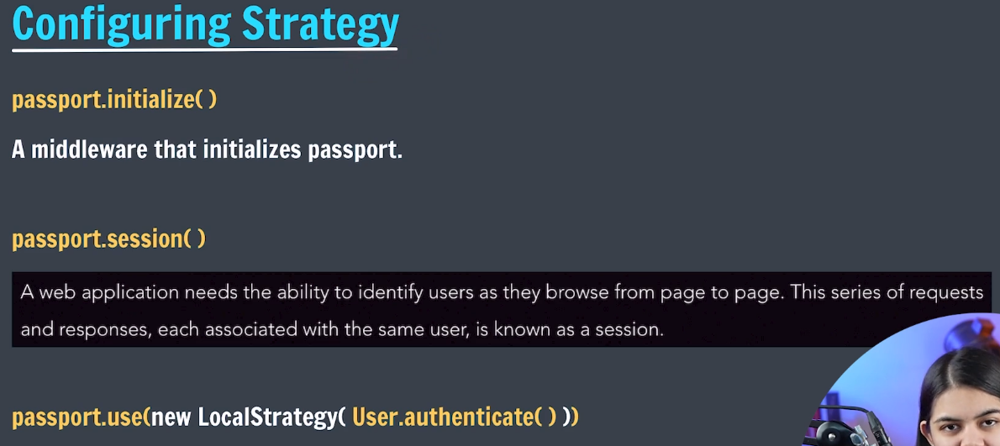 Configuring Strategy
passport.initialize( )
A middleware that initializes passport.
passport.session( )
A web application needs the ability to identify users as they browse from page to page. This series of requests
and responses, each associated with the same user, is known as a session.
passport.use(new LocalStrategy( User.authenticate( ) ))